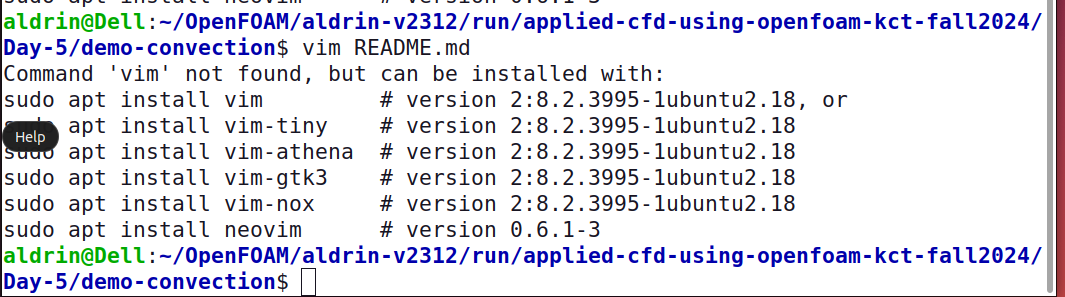 sudo apt install neovim      # version 0.6.1-3
aldrin@Dell:~/OpenFOAM/aldrin-v2312/run/applied-cfd-using-openfoam-kct-fall2024/
Day-5/demo-convection$ vim README.md
Command 'vim' not found, but can be installed with:
sudo apt install vim         # version 2:8.2.3995-1ubuntu2.18, or
sudo apt install vim-tiny    # version 2:8.2.3995-1ubuntu2.18
Help
sudo apt install vim-athena  # version 2:8.2.3995-1ubuntu2.18
sudo apt install vim-gtk3    # version 2:8.2.3995-1ubuntu2.18
sudo apt install vim-nox     # version 2:8.2.3995-1ubuntu2.18
sudo apt install neovim      # version 0.6.1-3
aldrin@Dell:~/OpenFOAM/aldrin-v2312/run/applied-cfd-using-openfoam-kct-fall2024/
Day-5/demo-convection$